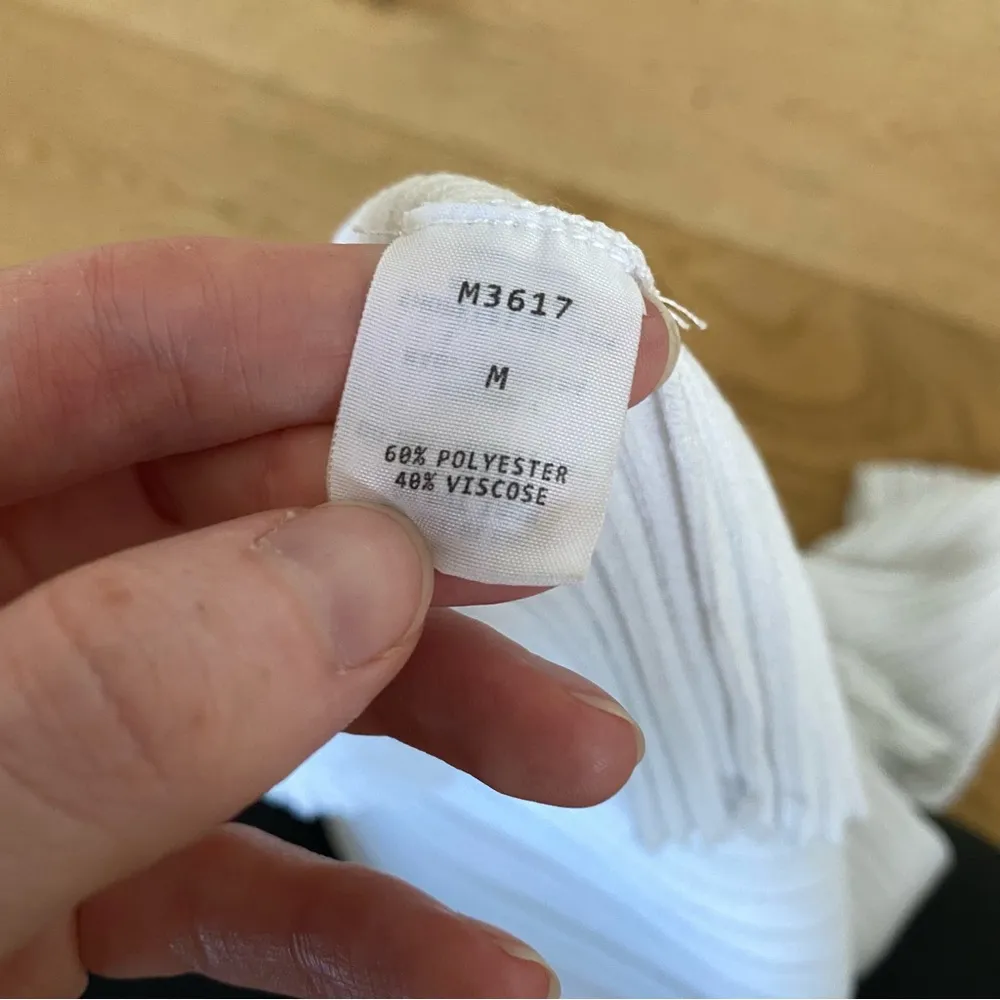 M3617
M
60% POLYESTER
40% VISCOSE